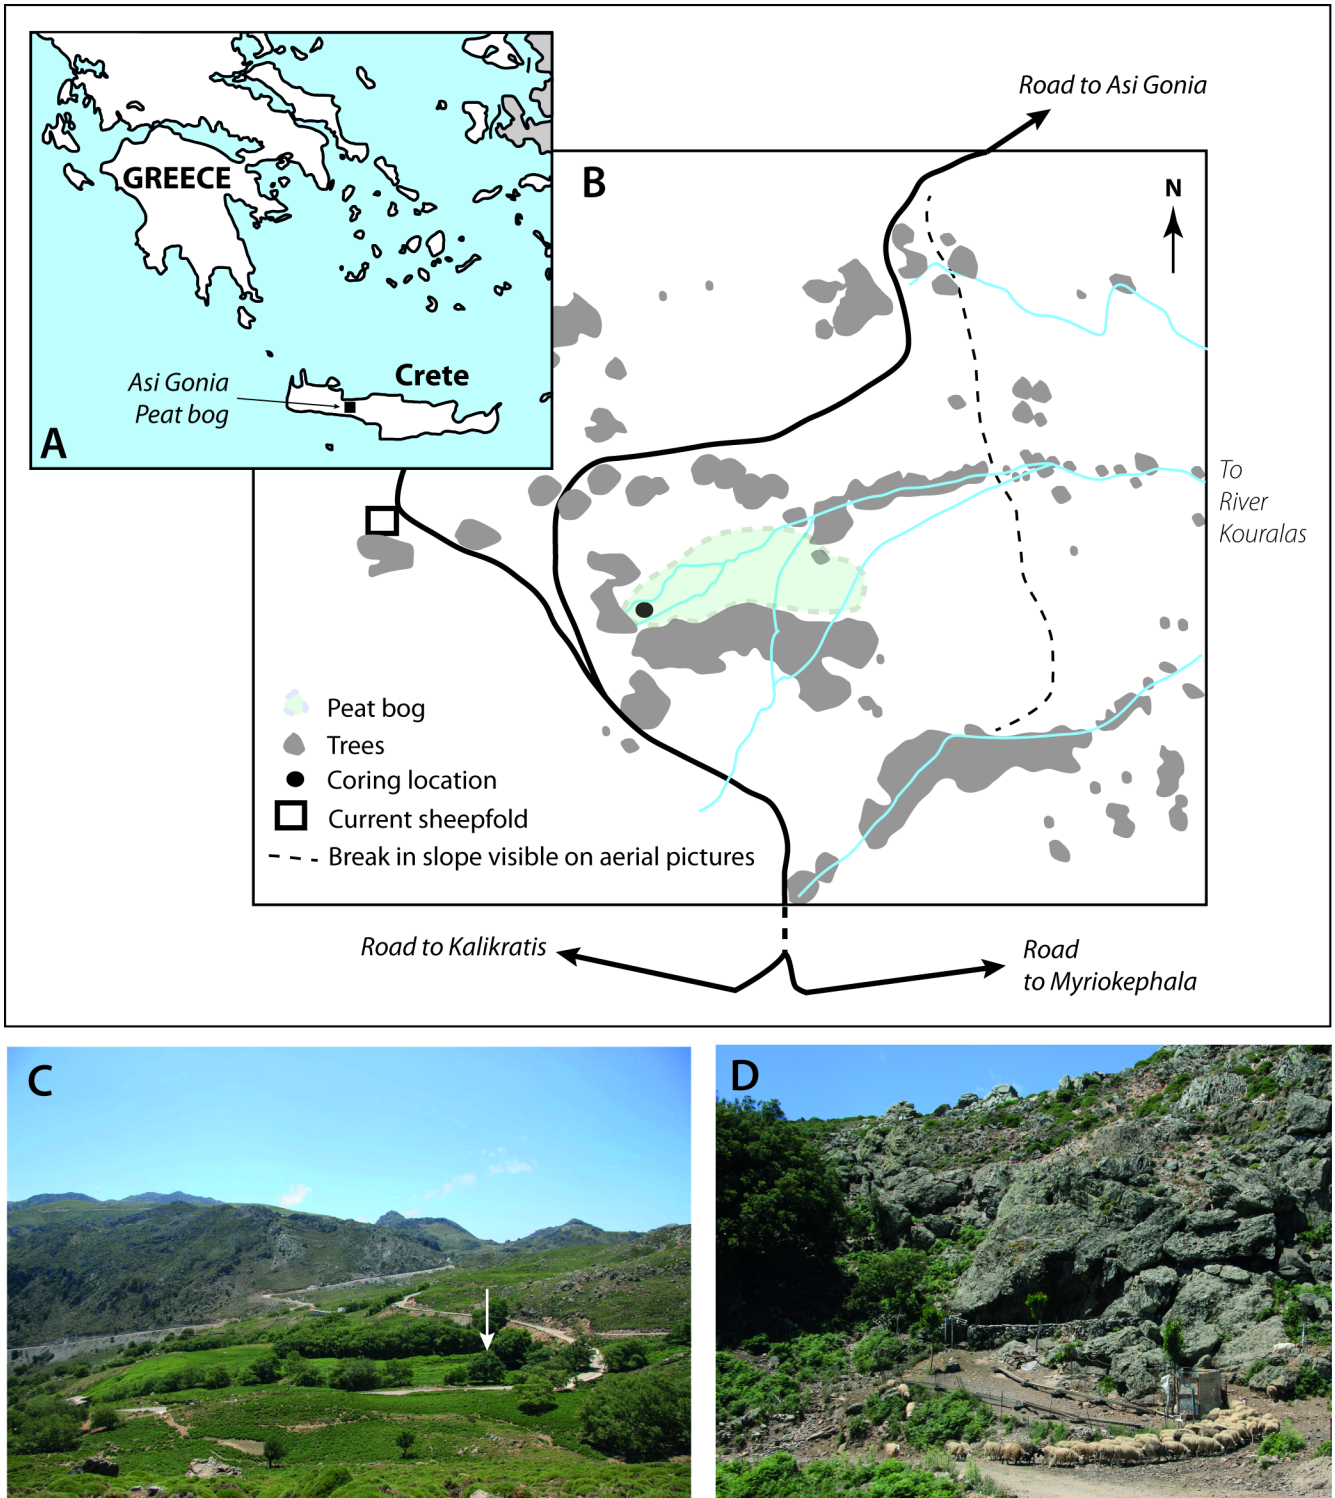 GREECE
Crete
Asi Gonia
Peat bog
A
Road to Asi Gonia
B
N
To
River
Kouralas
Peat bog
Trees
Coring location
Current sheepfold
Break in slope visible on aerial pictures
Road to Kalikratis
Road
to Myriokephala
C
D